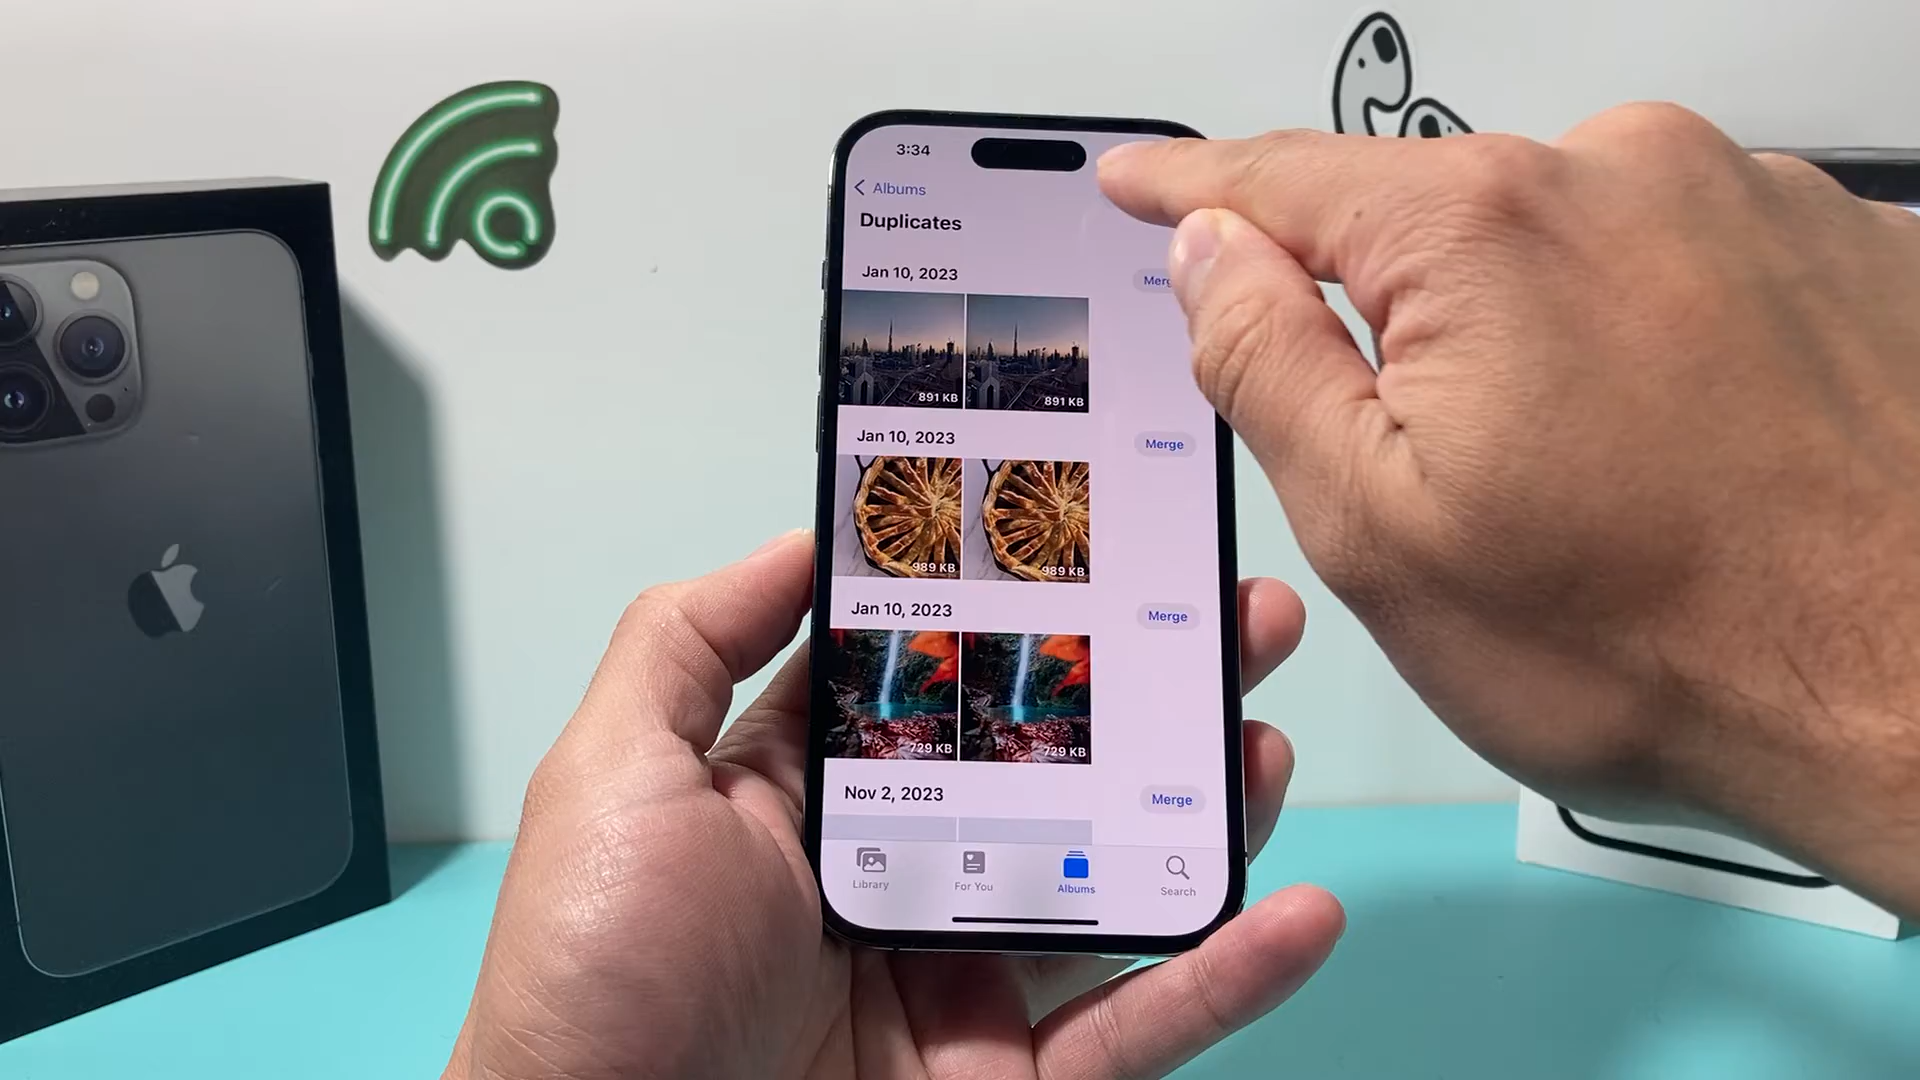 3:34
Albums
Duplicates
Jan 10, 2023
Merg
891 KB
891 KB
Jan 10, 2023
Merge
989 KB
989 KB
Jan 10, 2023
Merge
729 KB
729 KB
Nov 2, 2023
Merge
Library
For You
Albums
Search